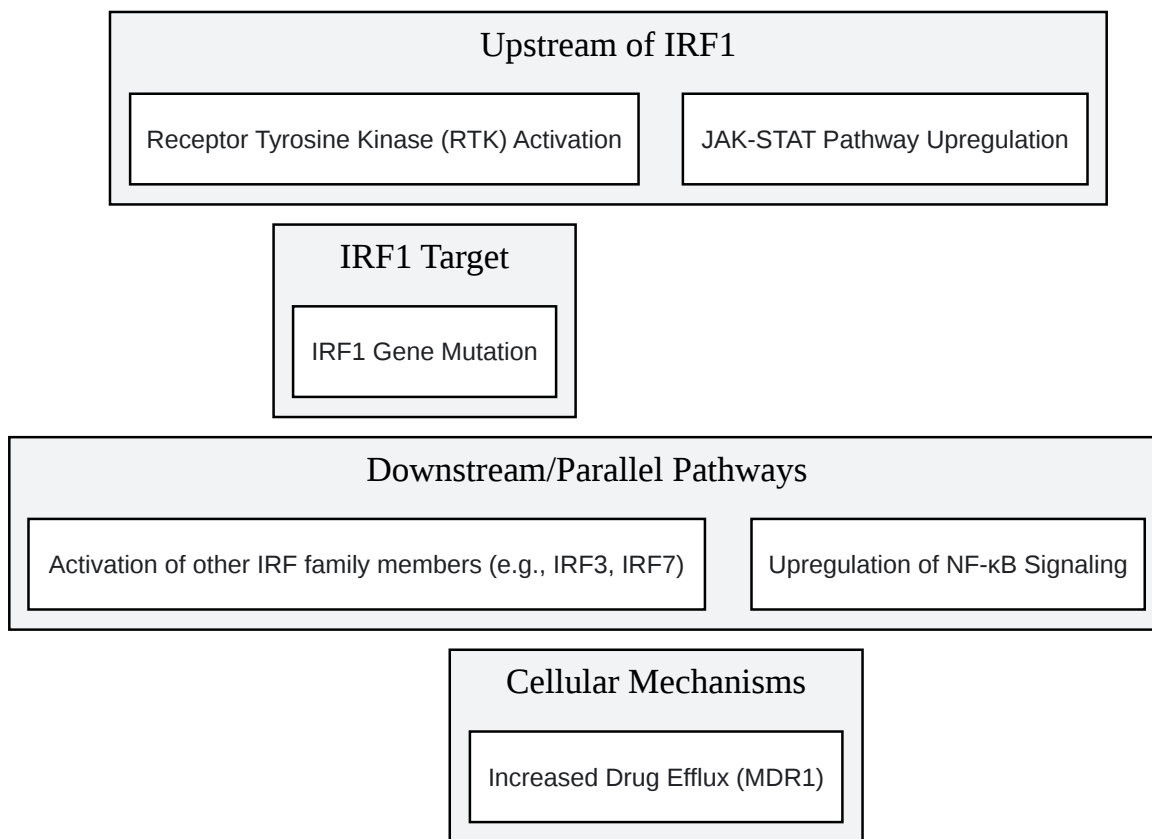 Upstream of IRF1
Receptor Tyrosine Kinase (RTK) Activation
JAK-STAT Pathway Upregulation
IRF1 Target
IRF1 Gene Mutation
Downstream/Parallel Pathways
Activation of other IRF family members (e.g., IRF3, IRF7)
Upregulation of NF-κB Signaling
Cellular Mechanisms
Increased Drug Efflux (MDR1)